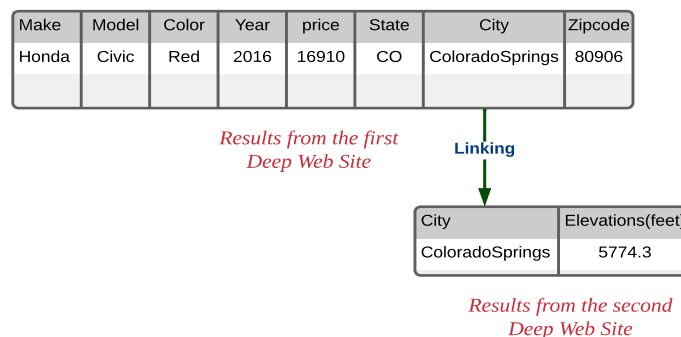 Make Model Color Year price State City Zipcode
Honda Civic Red 2016 16910 CO ColoradoSprings 80906
Results from the first
Deep Web Site
Linking
City Elevations(feet)
ColoradoSprings 5774.3
Results from the second
Deep Web Site